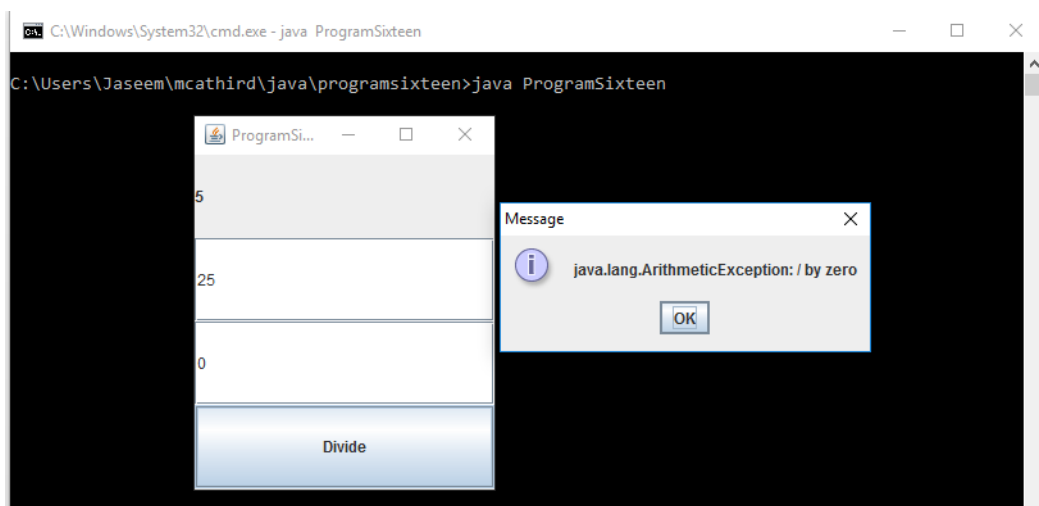 C:\Windows\System32\cmd.exe - java ProgramSixteen
C:\Users\Jaseem\mcathird\java\programsixteen>java ProgramSixteen
ProgramSi...
5
25
0
Divide
Message
java.lang.ArithmeticException: / by zero
OK